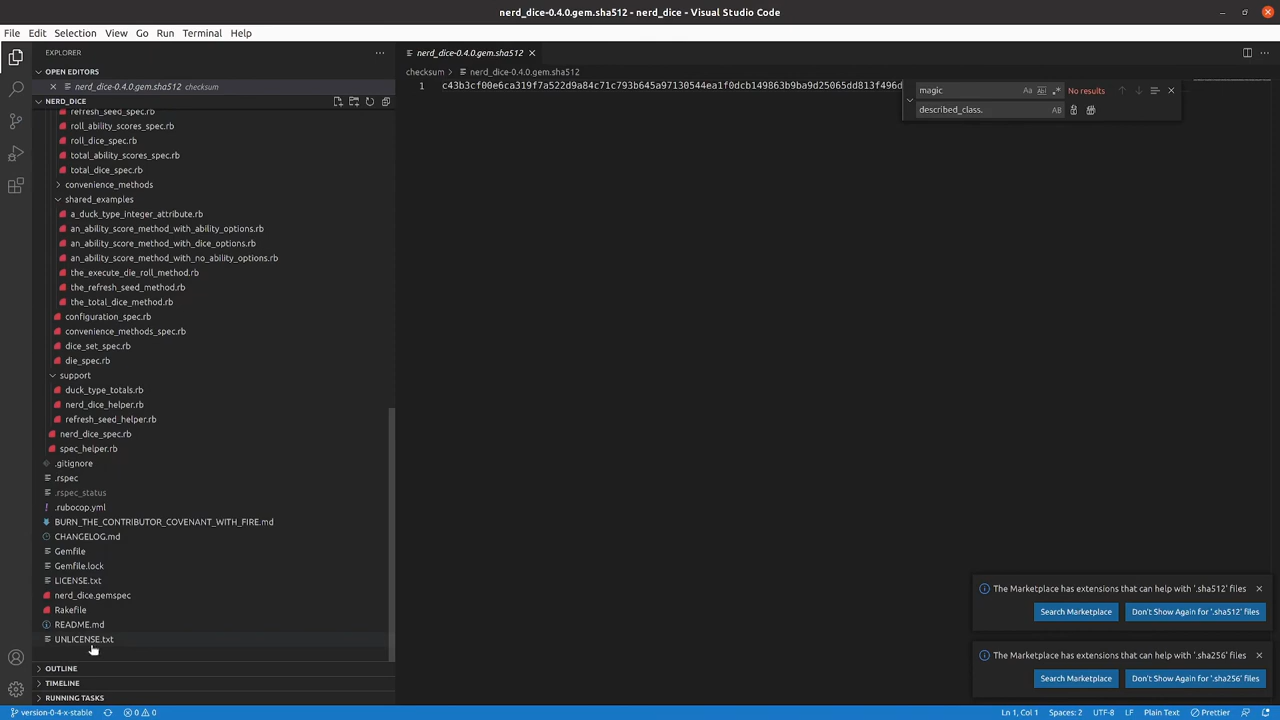 nerd_dice-0.4.0.gem.sha512 - nerd_dice - Visual Studio Code
File Edit Selection View Go Run Terminal Help
EXPLORER
OPEN EDITORS
nerd_dice-0.4.0.gem.sha512 checksum
NERD_DICE
refresh_seed_spec.rb
roll_ability_scores_spec.rb
roll_dice_spec.rb
total_ability_scores_spec.rb
total_dice_spec.rb
convenience_methods
shared_examples
a_duck_type_integer_attribute.rb
an_ability_score_method_with_ability_options.rb
an_ability_score_method_with_dice_options.rb
an_ability_score_method_with_no_ability_options.rb
the_execute_die_roll_method.rb
the_refresh_seed_method.rb
the_total_dice_method.rb
configuration_spec.rb
convenience_methods_spec.rb
dice_set_spec.rb
die_spec.rb
support
duck_type_totals.rb
nerd_dice_helper.rb
refresh_seed_helper.rb
nerd_dice_spec.rb
spec_helper.rb
.gitignore
.rspec
.rspec_status
.rubocop.yml
BURN_THE_CONTRIBUTOR_COVENANT_WITH_FIRE.md
CHANGELOG.md
Gemfile
Gemfile.lock
LICENSE.txt
nerd_dice.gemspec
Rakefile
README.md
UNLICENSE.txt
OUTLINE
TIMELINE
RUNNING TASKS
nerd_dice-0.4.0.gem.sha512
checksum > nerd_dice-0.4.0.gem.sha512
1 c43b3cf00e6ca319f7a522d9a84c71c793b645a97130544ea1f0dcb149863b9ba9d25065dd813f496d
magic Aa Ab .* No results
described_class. AB
The Marketplace has extensions that can help with '.sha512' files
Search Marketplace Don't Show Again for '.sha512' files
The Marketplace has extensions that can help with '.sha256' files
Search Marketplace Don't Show Again for '.sha256' files
version-0-4-x-stable 0 0 Ln 1, Col 1 Spaces: 2 UTF-8 LF Plain Text Prettier